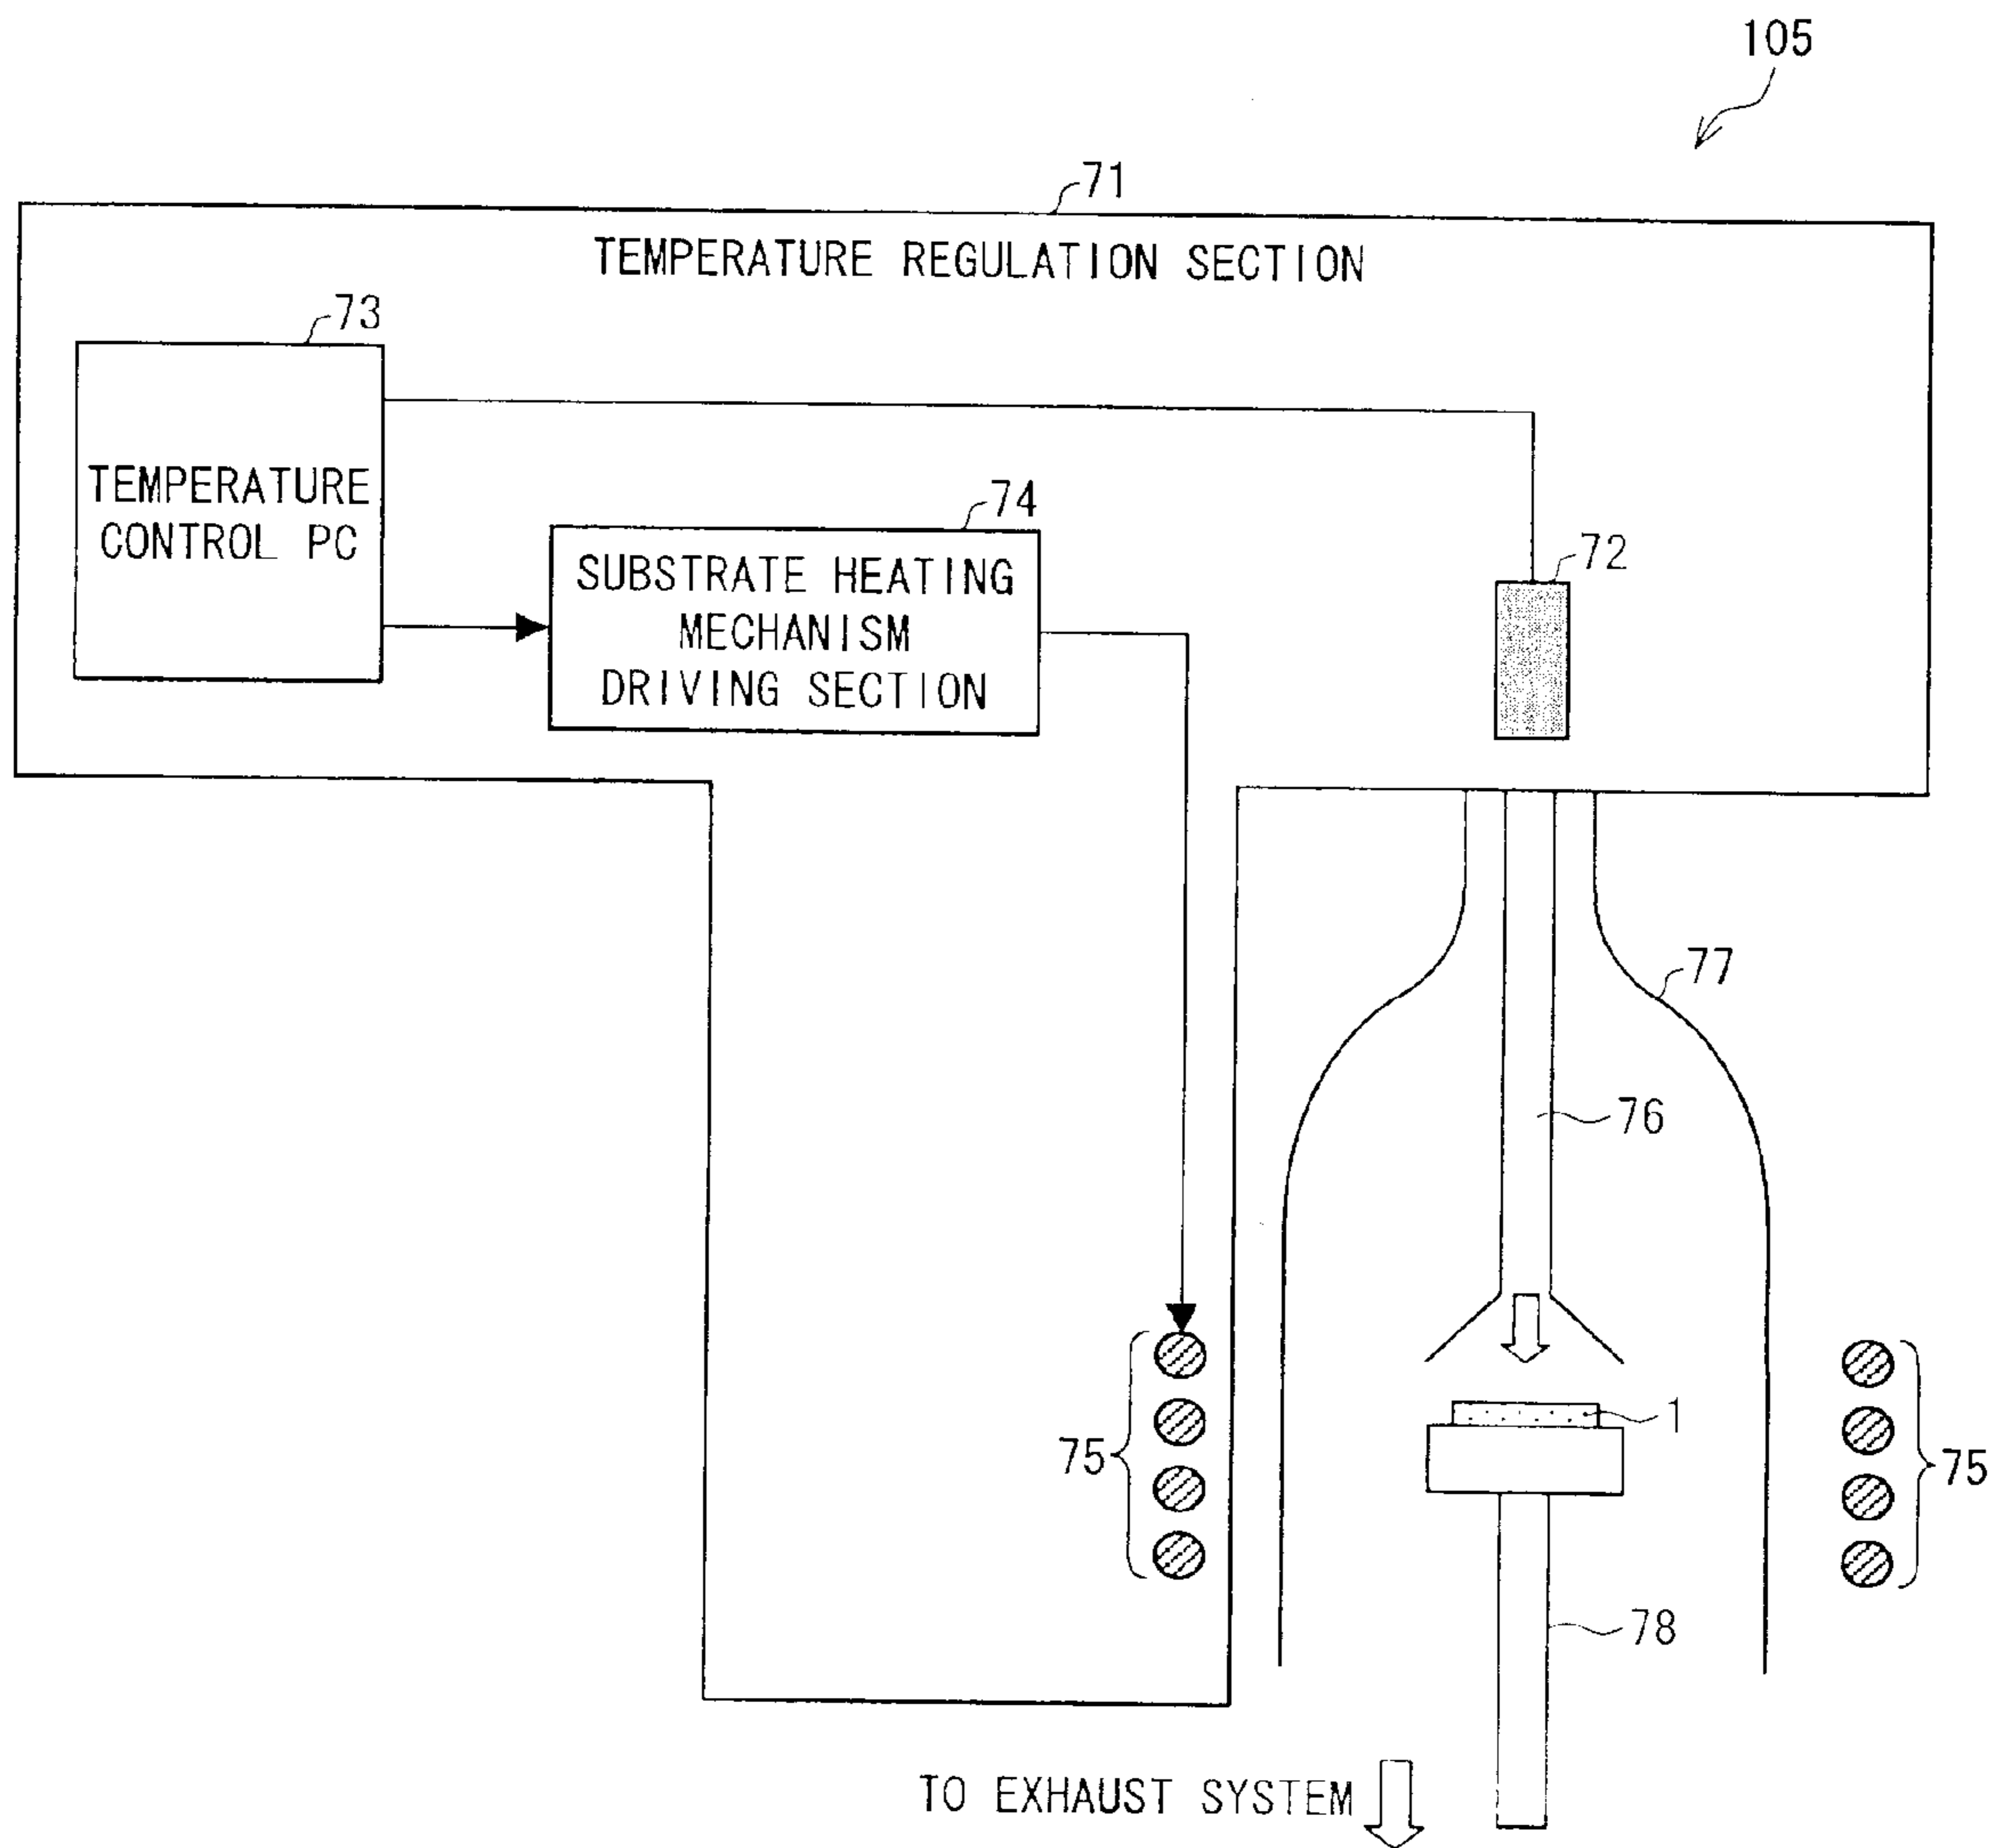 105
71
TEMPERATURE REGULATION SECTION
73
TEMPERATURE
CONTROL PC
74
SUBSTRATE HEATING
MECHANISM
DRIVING SECTION
72
77
76
75
1
75
78
TO EXHAUST SYSTEM